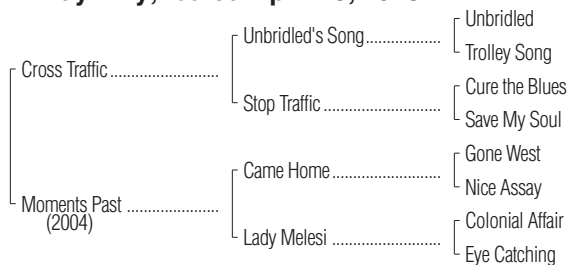 Unbridled
Unbridled's Song
Trolley Song
Cross Traffic
Cure the Blues
Stop Traffic
Save My Soul
Gone West
Came Home
Nice Assay
Moments Past
(2004)
Colonial Affair
Lady Melesi
Eye Catching